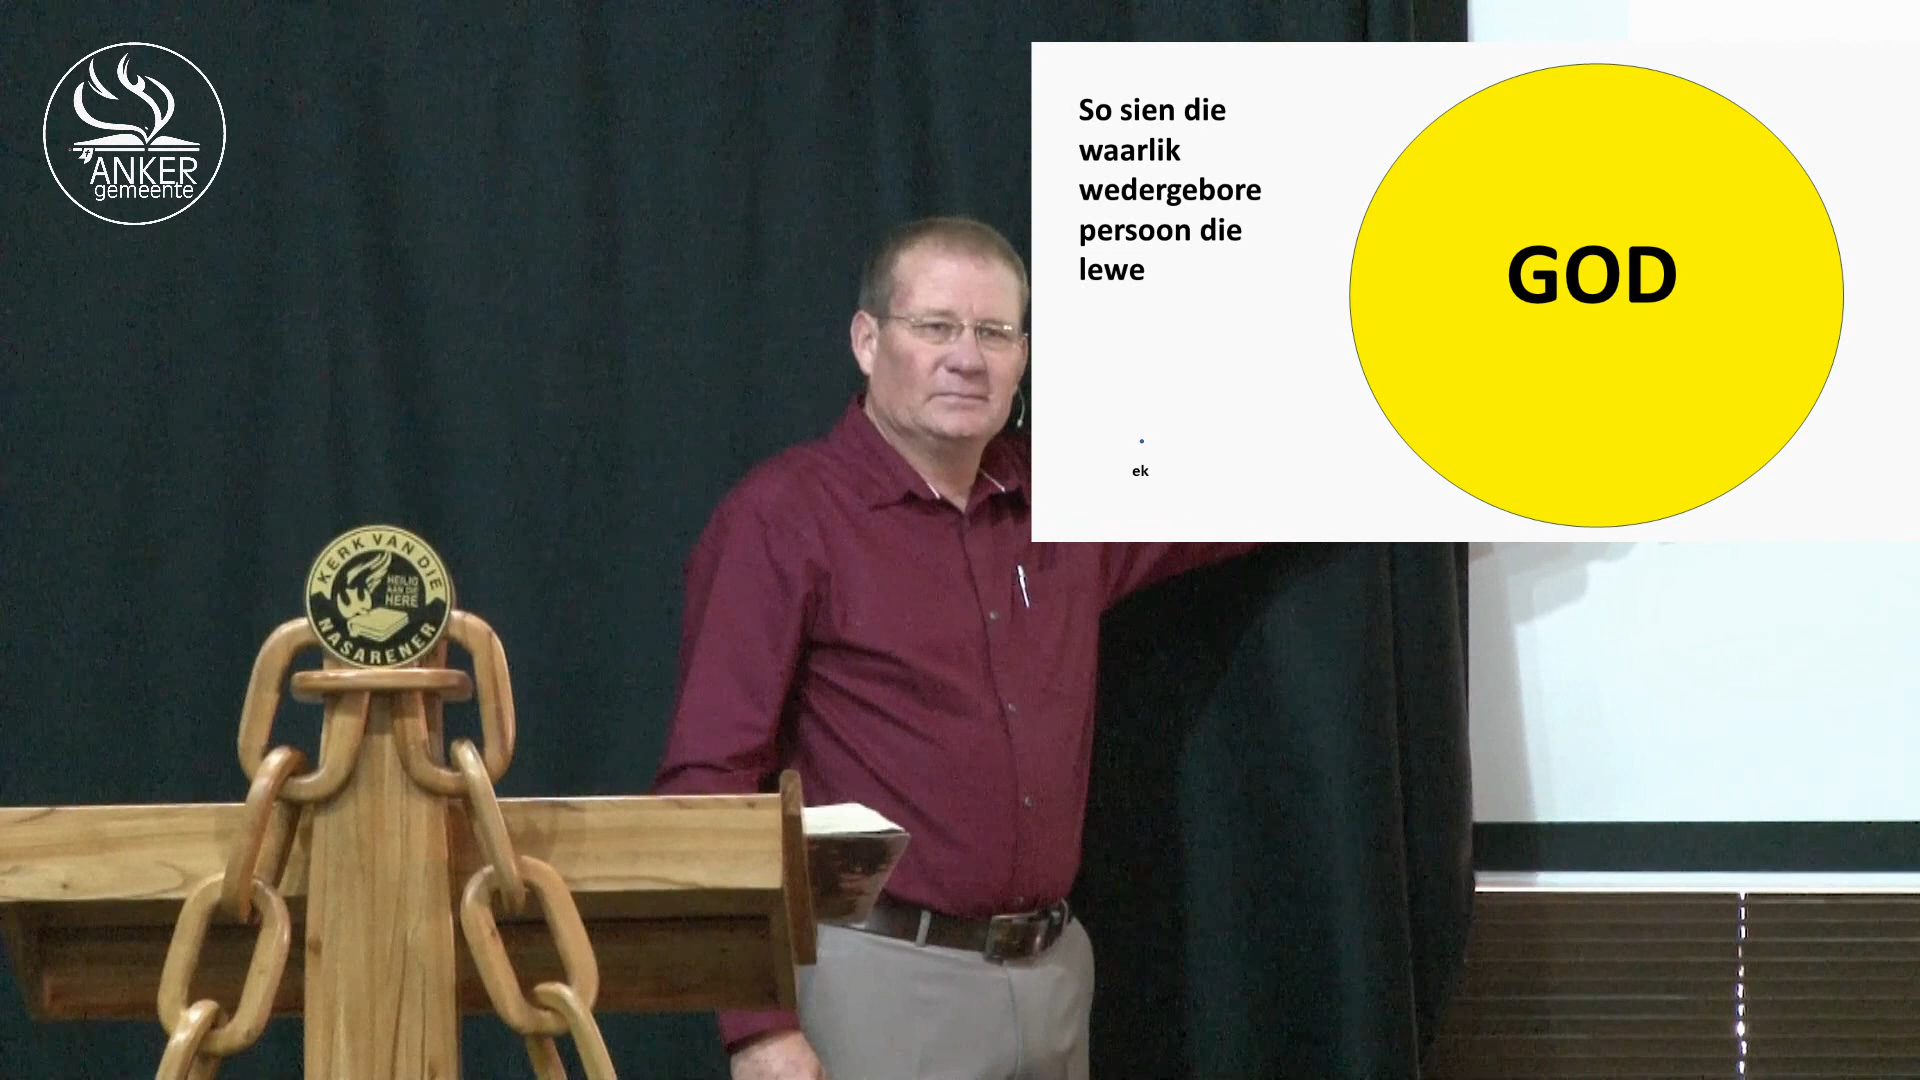 ANKER
gemeente
So sien die
waarlik
wedergebore
persoon die
lewe
GOD
ek
KERK VAN DIE
HEILIG
AAN DIE
HERE
NASARENER